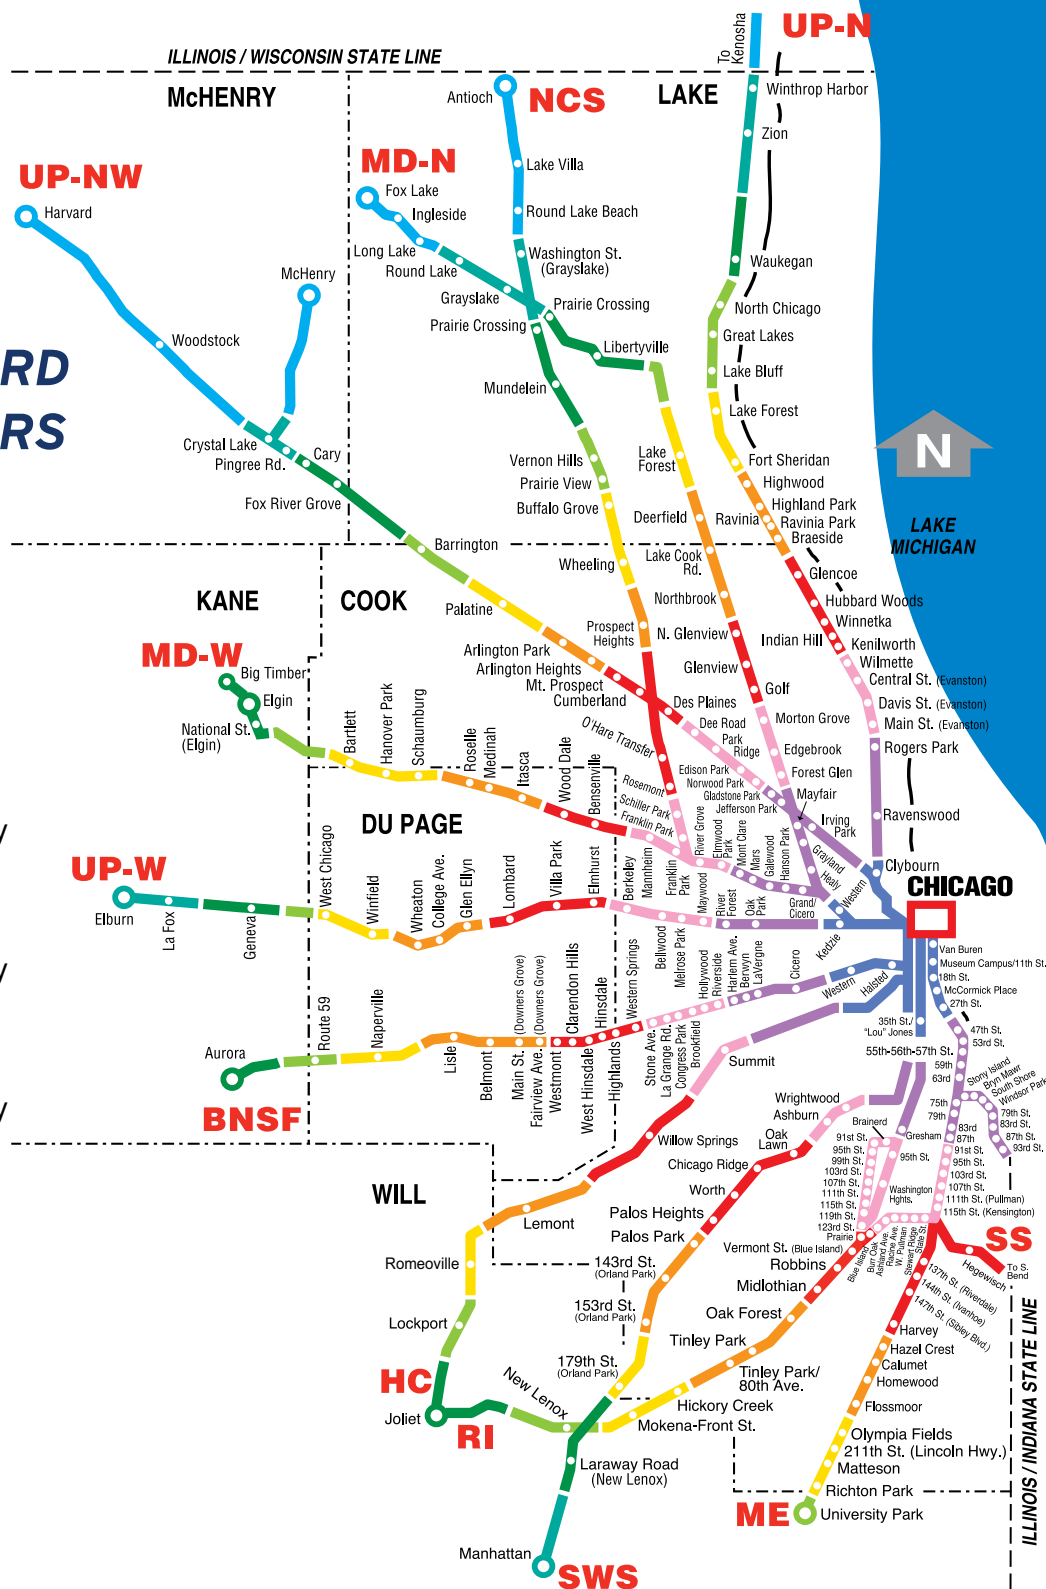 UP-N
To
Kenosha
ILLINOIS / WISCONSIN STATE LINE
McHENRY
Antioch
NCS
LAKE
Winthrop Harbor
Zion
MD-N
Lake Villa
UP-NW
Fox Lake
Harvard
Ingleside
Round Lake Beach
Long Lake
Round Lake
Washington St.
(Grayslake)
Waukegan
McHenry
Grayslake
Prairie Crossing
North Chicago
Prairie Crossing
Great Lakes
Woodstock
Libertyville
RD
Lake Bluff
Mundelein
RS
Lake Forest
Crystal Lake
Pingree Rd.
Cary
Vernon Hills
Lake
Forest
Fort Sheridan
N
Prairie View
Highwood
Fox River Grove
Buffalo Grove
Highland Park
Deerfield
Ravinia
Ravinia Park
Braeside
LAKE
MICHIGAN
Barrington
Lake Cook
Rd.
Wheeling
Glencoe
KANE
COOK
Palatine
Northbrook
Hubbard Woods
Winnetka
Prospect
Heights
N. Glenview
Indian Hill
Kenilworth
MD-W
Arlington Park
Arlington Heights
Wilmette
Big Timber
Glenview
Central St. (Evanston)
Mt. Prospect
Golf
Elgin
Cumberland
Des Plaines
Davis St. (Evanston)
National St.
(Elgin)
Bartlett
Hanover Park
Schaumburg
O'Hare Transfer
Dee Road
Morton Grove
Main St. (Evanston)
Park
Ridge
Edgebrook
Rogers Park
Roselle
Medinah
Itasca
Wood Dale
Bensenville
Rosemont
Edison Park
Norwood Park
Gladstone Park
Jefferson Park
Forest Glen
Mayfair
Schiller Park
Franklin Park
DU PAGE
Irving
Park
Ravenswood
River Grove
Elmwood
Park
Mont Clare
Mars
Galewood
Hanson Park
Grayland
Healy
UP-W
Clybourn
West Chicago
Winfield
Wheaton
College Ave.
Glen Ellyn
Lombard
Villa Park
Elmhurst
Berkeley
Mannheim
Franklin
Park
Western
CHICAGO
Elburn
La Fox
Geneva
Bellwood
Melrose Park
Maywood
River
Forest
Oak
Park
Grand/
Cicero
Kedzie
Van Buren
Museum Campus/11th St.
18th St.
McCormick Place
27th St.
Route 59
Naperville
Main St. (Downers Grove)
Fairview Ave. (Downers Grove)
Clarendon Hills
Hinsdale
Western Springs
Hollywood
Riverside
Harlem Ave.
Berwyn
LaVergne
Cicero
Western
Halsted
35th St./
"Lou" Jones
47th St.
53rd St.
Aurora
Lisle
Belmont
Westmont
West Hinsdale
Highlands
Stone Ave.
La Grange Rd.
Congress Park
Brookfield
Summit
55th-56th-57th St.
59th
63rd
Stony Island
Bryn Mawr
South Shore
Windsor Park
BNSF
Wrightwood
Ashburn
75th
79th
79th St.
83rd St.
87th St.
93rd St.
Brainerd
Gresham
83rd
87th
Willow Springs
Oak
Lawn
91st St.
95th St.
99th St.
103rd St.
107th St.
111th St.
115th St.
119th St.
123rd St.
Prairie
95th St.
Washington
Hghts.
91st St.
95th St.
103rd St.
107th St.
111th St. (Pullman)
115th St. (Kensington)
Chicago Ridge
WILL
Worth
Lemont
Palos Heights
Palos Park
Vermont St. (Blue Island)
Blue Island
Burr Oak
Ashland Ave.
Racine Ave.
W. Pullman
Stewart Ridge
State St.
SS
Romeoville
143rd St.
(Orland Park)
Robbins
Hegewisch
To S.
Bend
Midlothian
137th St. (Riverdale)
144th St. (Ivanhoe)
147th St. (Sibley Blvd.)
Lockport
153rd St.
(Orland Park)
Oak Forest
Harvey
Tinley Park
Hazel Crest
179th St.
(Orland Park)
Calumet
HC
New Lenox
Tinley Park/
80th Ave.
Homewood
Joliet
Hickory Creek
Flossmoor
RI
Mokena-Front St.
Olympia Fields
211th St. (Lincoln Hwy.)
Laraway Road
(New Lenox)
Matteson
Richton Park
ME
University Park
ILLINOIS / INDIANA STATE LINE
Manhattan
SWS